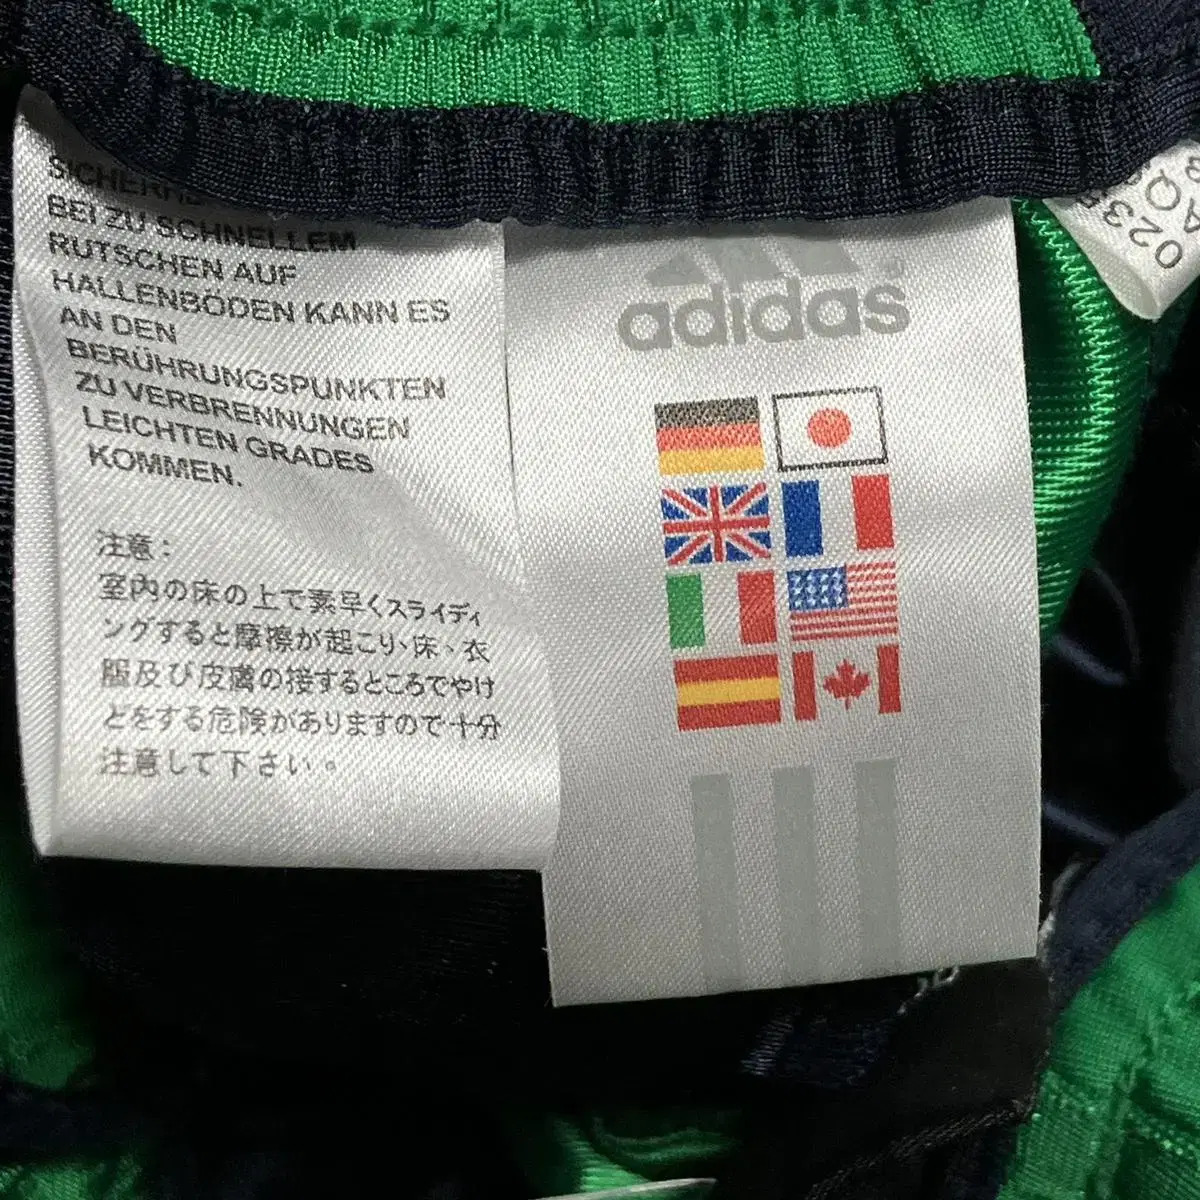 BEI ZU SCHNELLEM
RUTSCHEN AUF
HALLENBÖDEN KANN ES
AN DEN
BERÜHRUNGSPUNKTEN
ZU VERBRENNUNGEN
LEICHTEN GRADES
KOMMEN.
注意：
室内の床の上で素早くスライディ
ングすると摩擦が起こり、床、衣
服及び皮膚の接するところでやけ
どをする危険がありますので十分
注意して下さい。
adidas